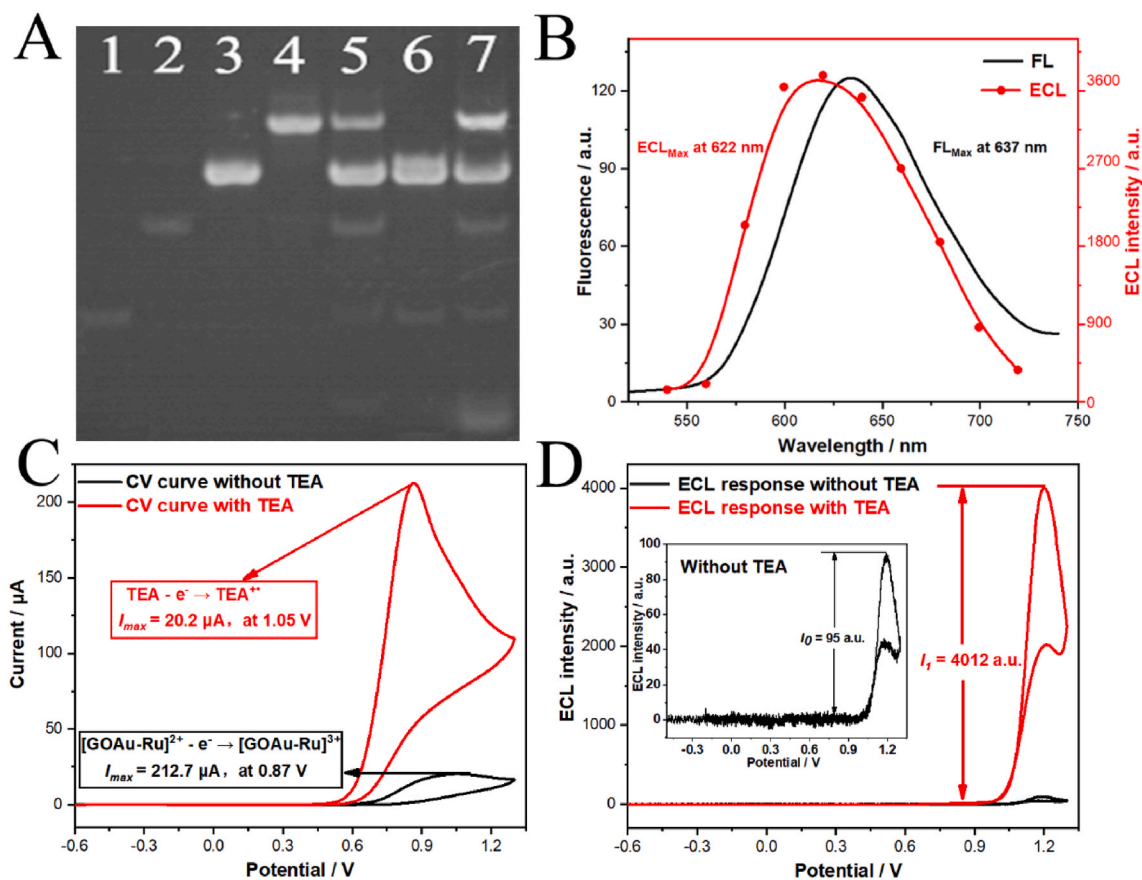 A
1 2 3 4 5 6 7
B
FL
ECL
ECLMax at 622 nm
FLMax at 637 nm
Fluorescence / a.u.
120
90
60
30
0
ECL intensity / a.u.
3600
2700
1800
900
0
550 600 650 700 750
Wavelength / nm
C
CV curve without TEA
CV curve with TEA
TEA - e⁻ → TEA⁺•
Imax = 20.2 µA, at 1.05 V
[GOAu-Ru]²⁺ - e⁻ → [GOAu-Ru]³⁺
Imax = 212.7 µA, at 0.87 V
Current / µA
200
150
100
50
0
-0.6 -0.3 0.0 0.3 0.6 0.9 1.2
Potential / V
D
ECL response without TEA
ECL response with TEA
I1 = 4012 a.u.
ECL intensity / a.u.
4000
3000
2000
1000
0
-0.6 -0.3 0.0 0.3 0.6 0.9 1.2
Potential / V
Without TEA
I0 = 95 a.u.
ECL intensity / a.u.
100
80
60
40
20
0
-0.3 0.0 0.3 0.6 0.9 1.2
Potential / V